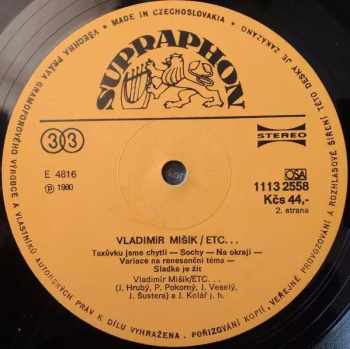 • MADE IN CZECHOSLOVAKIA •
VŠECHNA PRÁVA GRAMOFONOVÉHO VÝROBCE A VLASTNÍKŮ AUTORSKÝCH PRÁV K DÍLU VYHRAŽENA. POŘIZOVÁNÍ KOPIÍ, VEŘEJNÉ PROVOZOVÁNÍ A ROZHLASOVÉ ŠÍŘENÍ TÉTO DESKY JE ZAKÁZÁNO
SUPRAPHON
33
STEREO
E 4816
Ⓟ 1980
OSA
1113 2558
Kčs 44,-
2. strana
VLADIMÍR MIŠÍK / ETC...
Taxůvku jsme chytli — Sochy — Na okraji —
Variace na renesanční téma —
Sladké je žít
Vladimír Mišík/ETC...
(J. Hrubý, P. Pokorný, J. Veselý,
J. Šustera) a J. Kolář j. h.